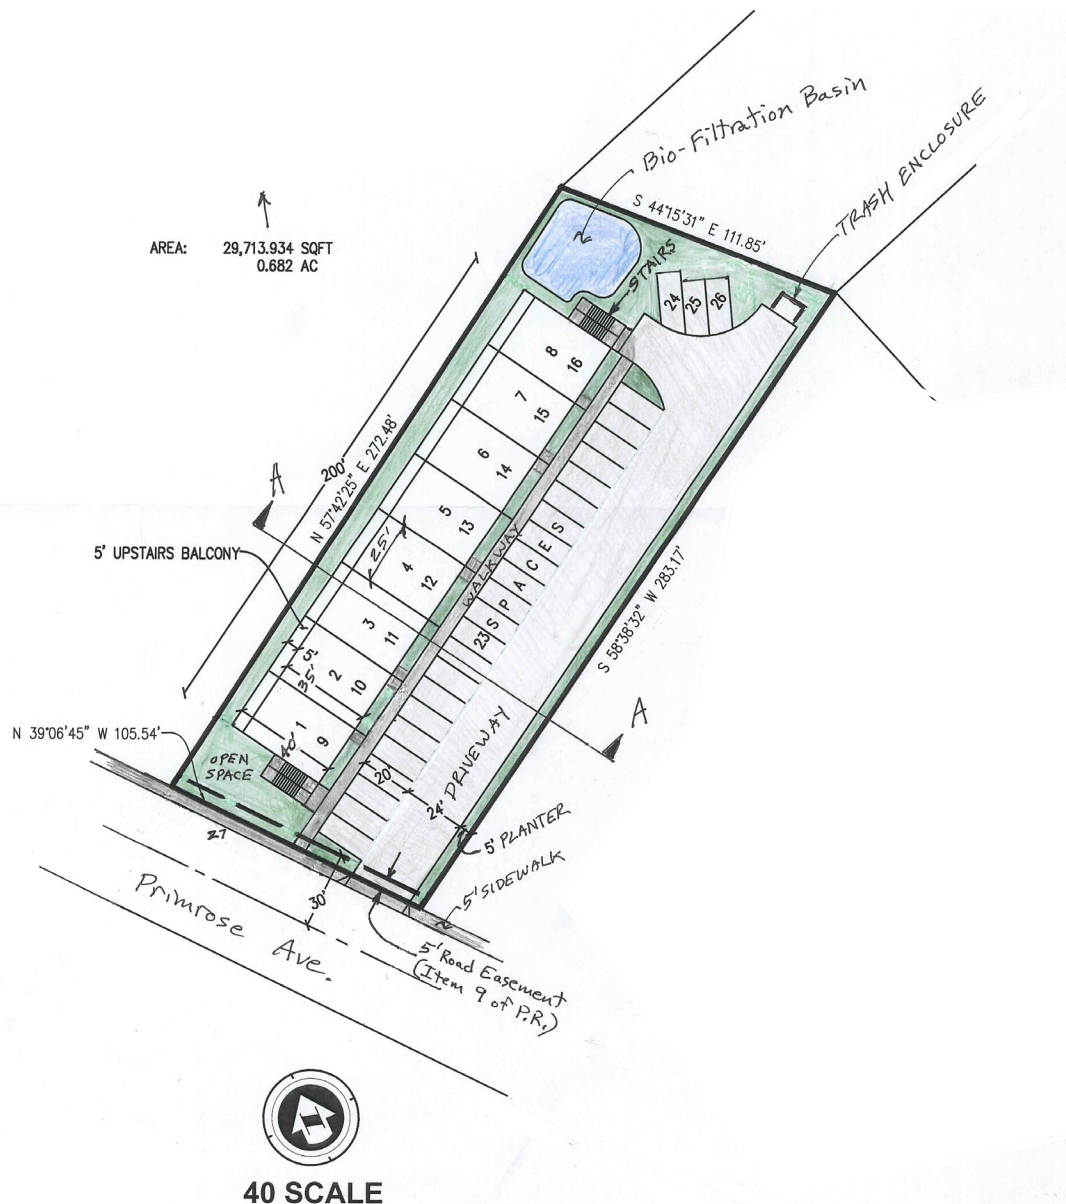 Bio-Filtration Basin
TRASH ENCLOSURE
S 44°15'31" E 111.85'
AREA: 29,713.934 SQFT
0.682 AC
STAIRS
24
25
26
8
16
7
15
6
14
5
13
4
12
3
11
2
10
1
9
200'
N 57°42'25" E 272.48'
A
25'
5' UPSTAIRS BALCONY
WALKWAY
23 SPACES
S 58°38'32" W 283.17'
5'
35'
40'
A
N 39°06'45" W 105.54'
OPEN
SPACE
20'
24'
DRIVEWAY
5' PLANTER
5' SIDEWALK
27
30'
Primrose Ave.
5' Road Easement
(Item 9 of P.R.)
40 SCALE